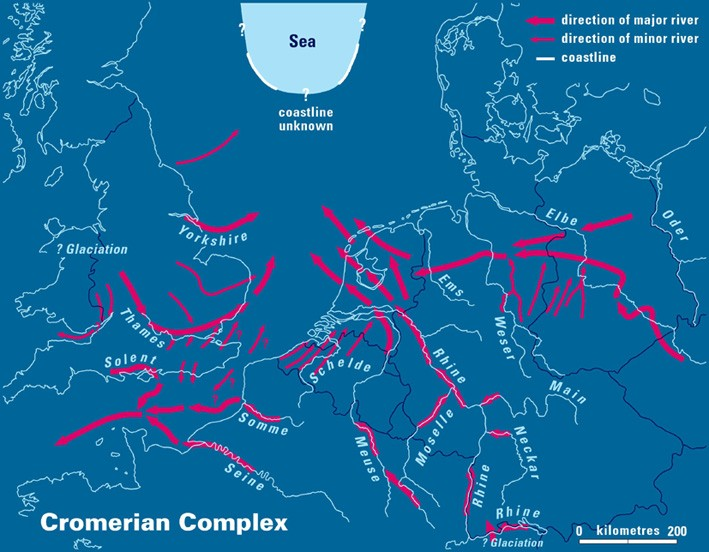 direction of major river
direction of minor river
coastline
?
?
Sea
?
coastline
unknown
Elbe
Oder
Yorkshire
? Glaciation
Ems
Thames
Weser
Solent
Schelde
Rhine
Main
?
?
Somme
Moselle
Neckar
Meuse
Seine
Rhine
Rhine
? Glaciation
Cromerian Complex
0 kilometres 200